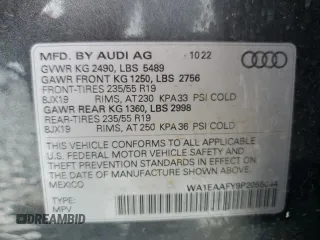 MFD. BY AUDI AG 10 22
GVWR KG 2490, LBS 5489
GAWR FRONT KG 1250, LBS 2756
FRONT-TIRES 235/55 R19
8JX19 RIMS, AT 230 KPA 33 PSI COLD
GAWR REAR KG 1360, LBS 2998
REAR-TIRES 235/55 R19
8JX19 RIMS, AT 250 KPA 36 PSI COLD
THIS VEHICLE CONFORMS TO ALL APPLICABLE
U.S. FEDERAL MOTOR VEHICLE SAFETY AND
THEFT PREVENTION STANDARDS IN EFFECT ON THE
DATE OF MANUFACTURE SHOWN ABOVE.
MEXICO
TYPE:
MPV
DREAMBID